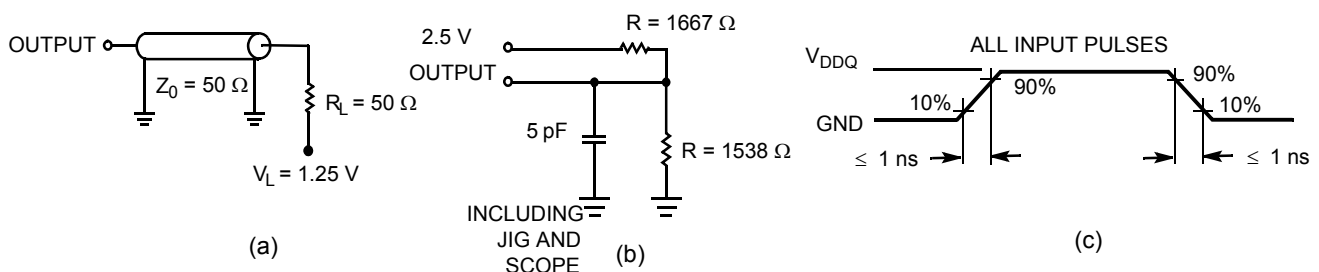 OUTPUT
Z0 = 50 Ω
RL = 50 Ω
VL = 1.25 V
(a)
R = 1667 Ω
2.5 V
OUTPUT
5 pF
R = 1538 Ω
INCLUDING
JIG AND
SCOPE
(b)
ALL INPUT PULSES
VDDQ
GND
10%
90%
90%
10%
≤ 1 ns
≤ 1 ns
(c)